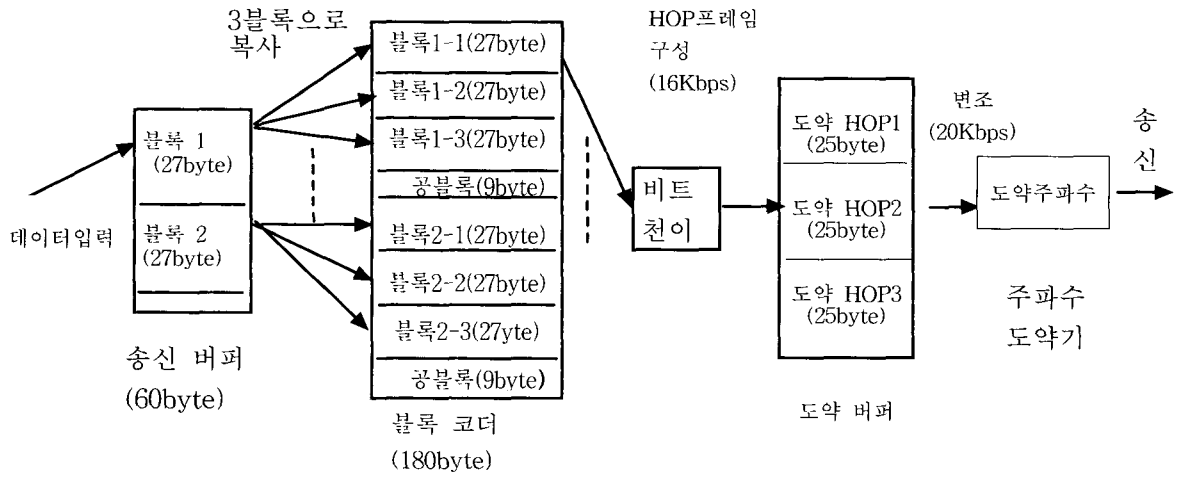 데이터입력
블록 1
(27byte)
블록 2
(27byte)
송신 버퍼
(60byte)
3블록으로
복사
블록1-1(27byte)
블록1-2(27byte)
블록1-3(27byte)
공블록(9byte)
블록2-1(27byte)
블록2-2(27byte)
블록2-3(27yte)
공블록(9byte)
블록 코더
(180byte)
비트
천이
HOP프레임
구성
(16Kbps)
도약 HOP1
(25byte)
도약 HOP2
(25byte)
도약 HOP3
(25byte)
도약 버퍼
변조
(20Kbps)
도약주파수
주파수
도약기
송
신